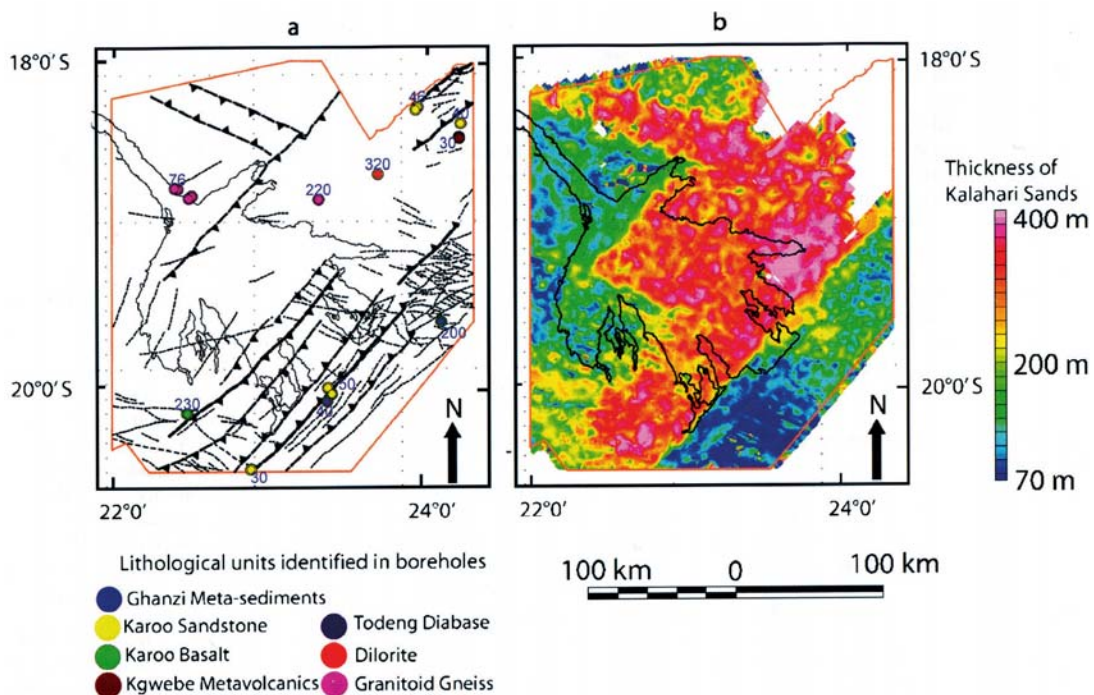 a
b
18°0' S
20°0' S
22°0'
24°0'
46
40
30
76
320
220
200
50
40
230
30
N
18°0' S
20°0' S
22°0'
24°0'
N
Thickness of
Kalahari Sands
400 m
200 m
70 m
100 km 0 100 km
Lithological units identified in boreholes
Ghanzi Meta-sediments
Karoo Sandstone
Todeng Diabase
Karoo Basalt
Dilorite
Kgwebe Metavolcanics
Granitoid Gneiss